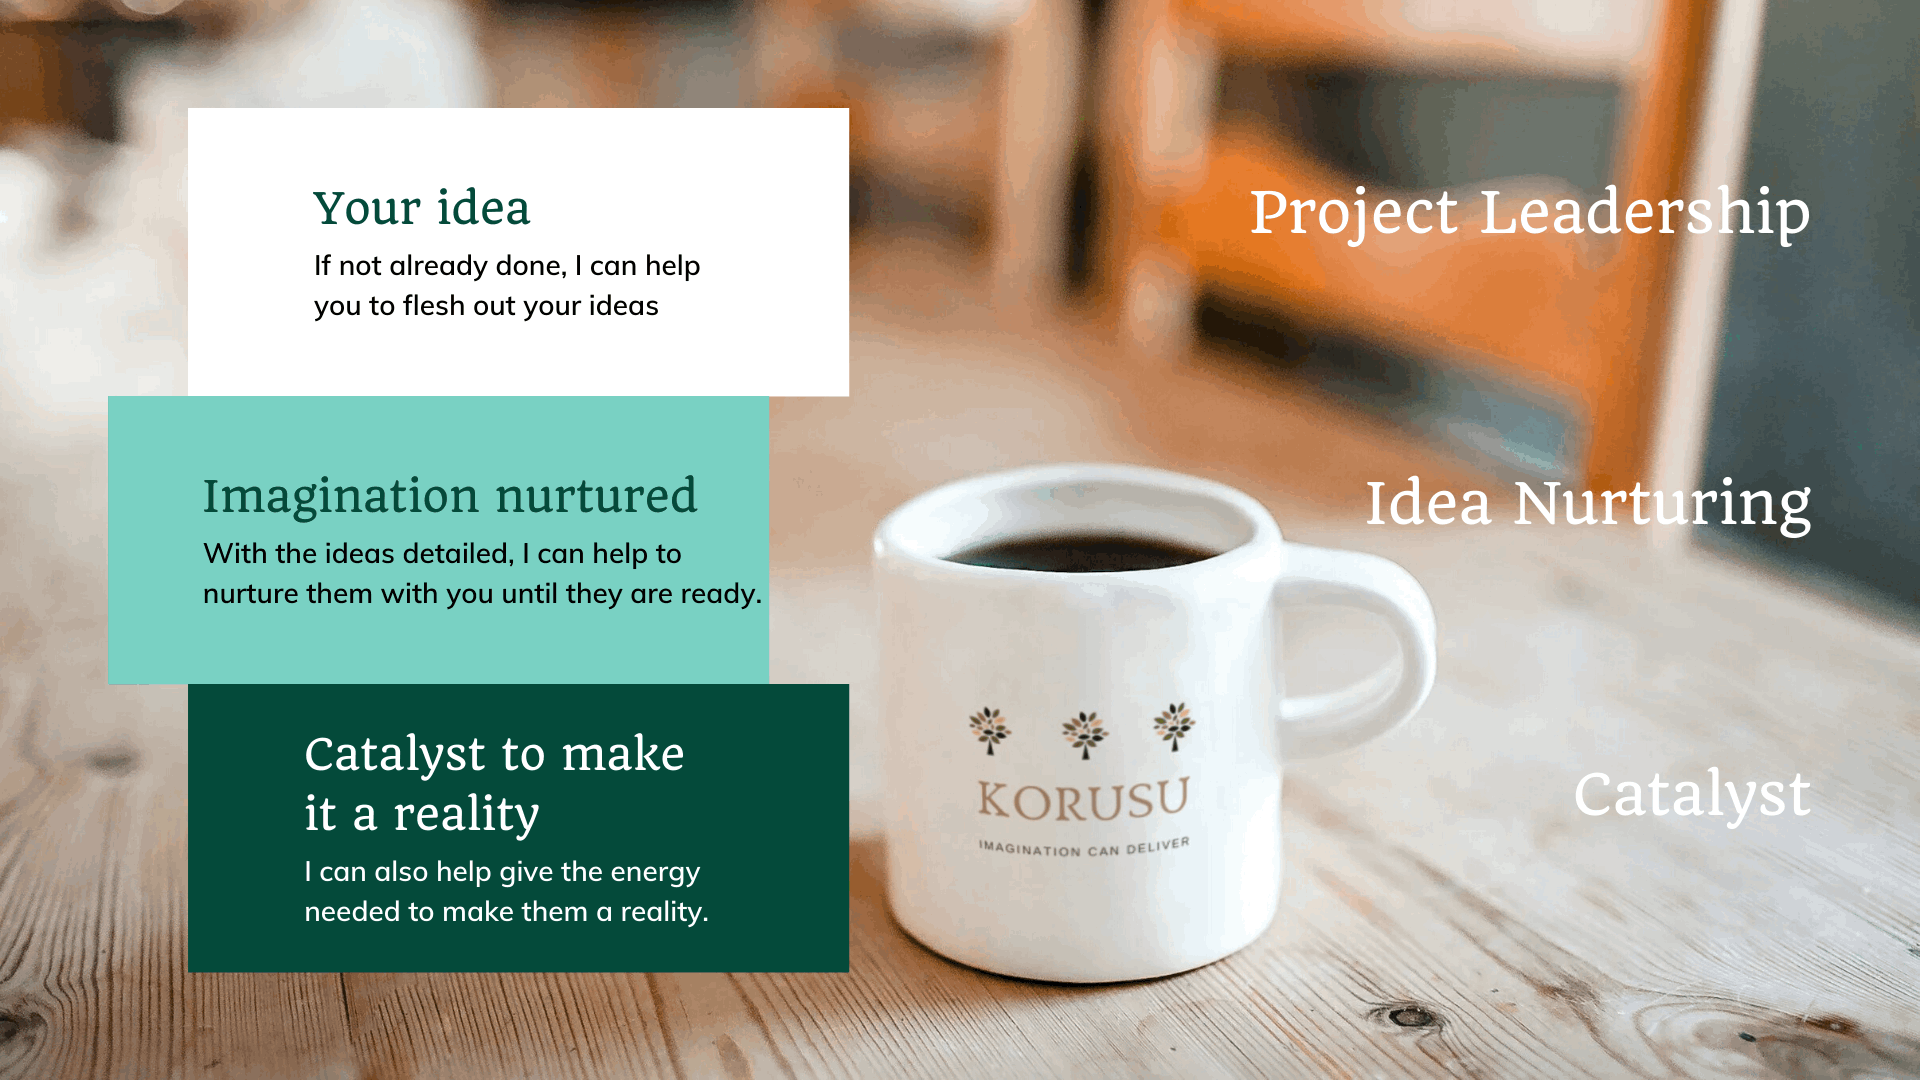 Your idea
If not already done, I can help
you to flesh out your ideas
Imagination nurtured
With the ideas detailed, I can help to
nurture them with you until they are ready.
Catalyst to make
it a reality
I can also help give the energy
needed to make them a reality.
Project Leadership
Idea Nurturing
Catalyst
KORUSU
IMAGINATION CAN DELIVER